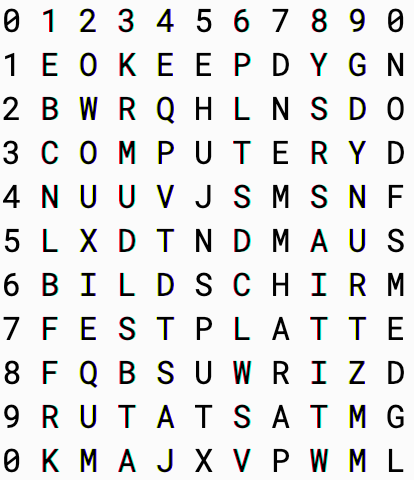 0 1 2 3 4 5 6 7 8 9 0
1 E O K E E P D Y G N
2 B W R Q H L N S D O
3 C O M P U T E R Y D
4 N U U V J S M S N F
5 L X D T N D M A U S
6 B I L D S C H I R M
7 F E S T P L A T T E
8 F Q B S U W R I Z D
9 R U T A T S A T M G
0 K M A J X V P W M L